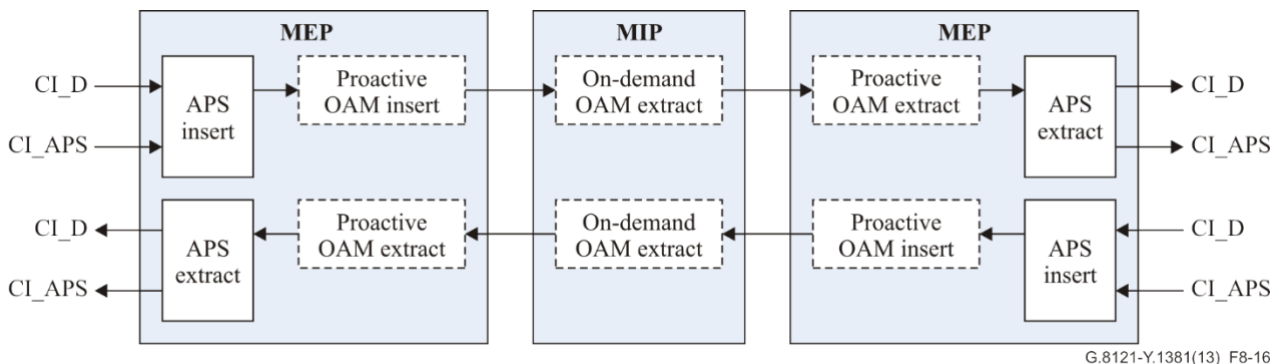 MEP
MIP
MEP
CI_D
APS
insert
Proactive
OAM insert
On-demand
OAM extract
Proactive
OAM extract
APS
extract
CI_D
CI_APS
CI_APS
CI_D
APS
extract
Proactive
OAM extract
On-demand
OAM extract
Proactive
OAM insert
APS
insert
CI_D
CI_APS
CI_APS
G.8121-Y.1381(13)_F8-16